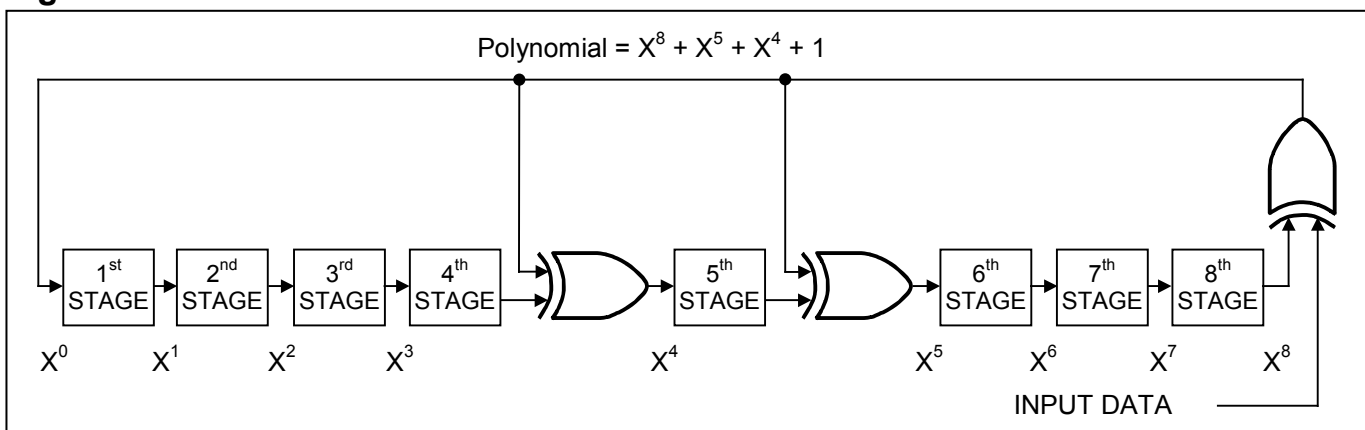 Polynomial = X⁸ + X⁵ + X⁴ + 1
1st STAGE
2nd STAGE
3rd STAGE
4th STAGE
5th STAGE
6th STAGE
7th STAGE
8th STAGE
X⁰ X¹ X² X³ X⁴ X⁵ X⁶ X⁷ X⁸
INPUT DATA